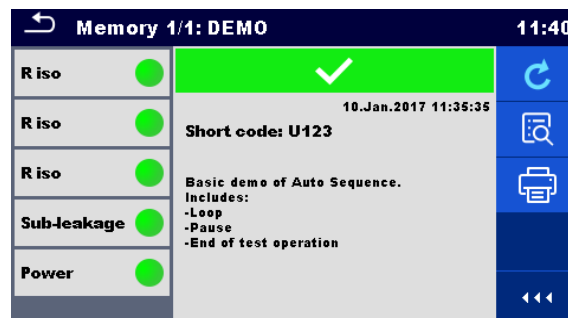 Memory 1/1: DEMO
11:40
R iso
R iso
R iso
Sub-leakage
Power
10.Jan.2017 11:35:35
Short code: U123
Basic demo of Auto Sequence.
Includes:
-Loop
-Pause
-End of test operation